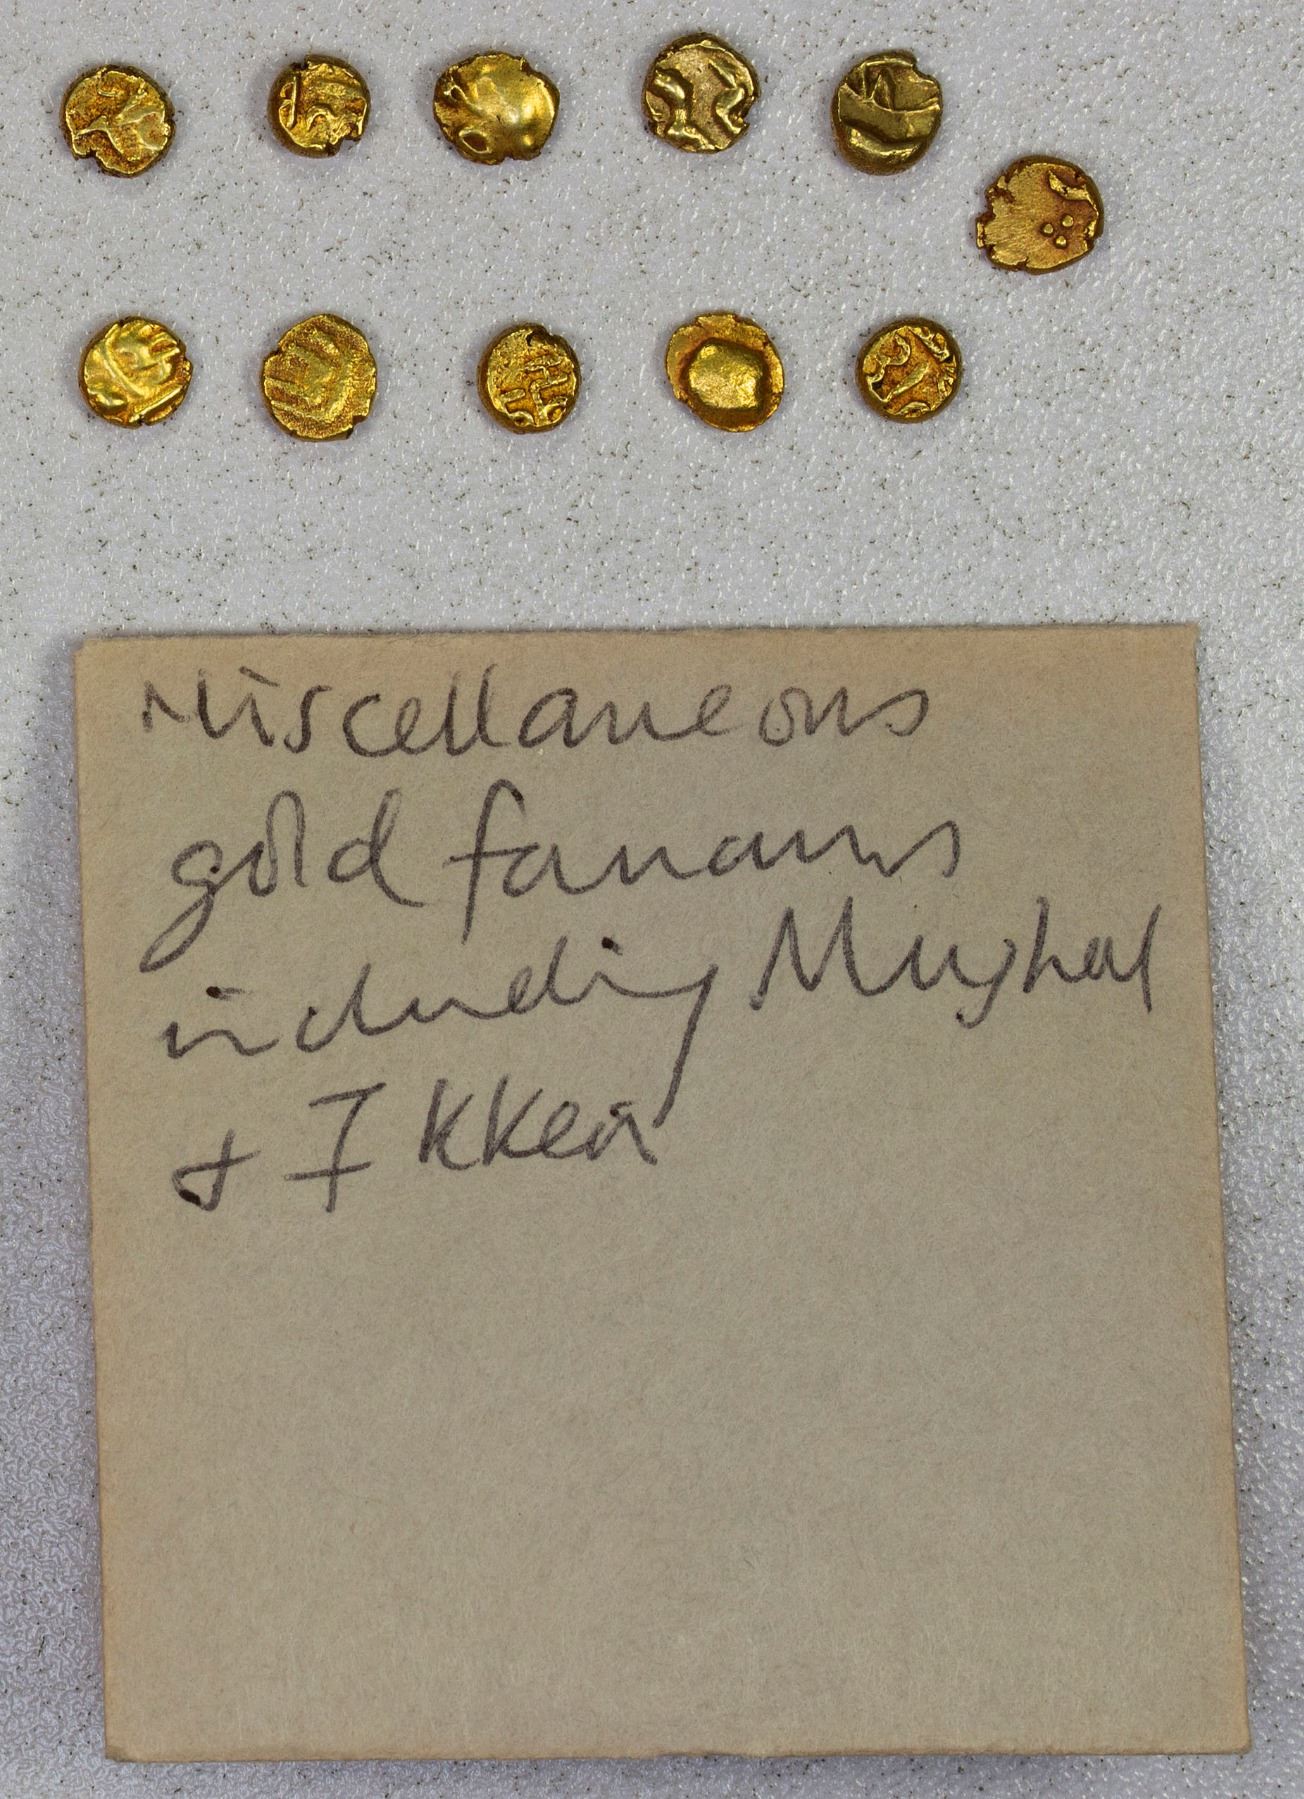 Miscellaneous
gold fanams
including Mughal
+ Ikkeri